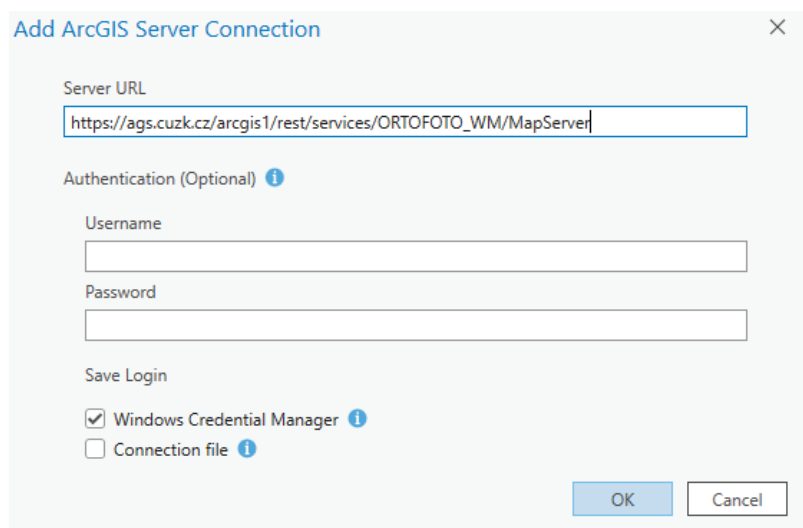 Add ArcGIS Server Connection
Server URL
https://ags.cuzk.cz/arcgis1/rest/services/ORTOFOTO_WM/MapServer
Authentication (Optional)
Username
Password
Save Login
Windows Credential Manager
Connection file
OK Cancel